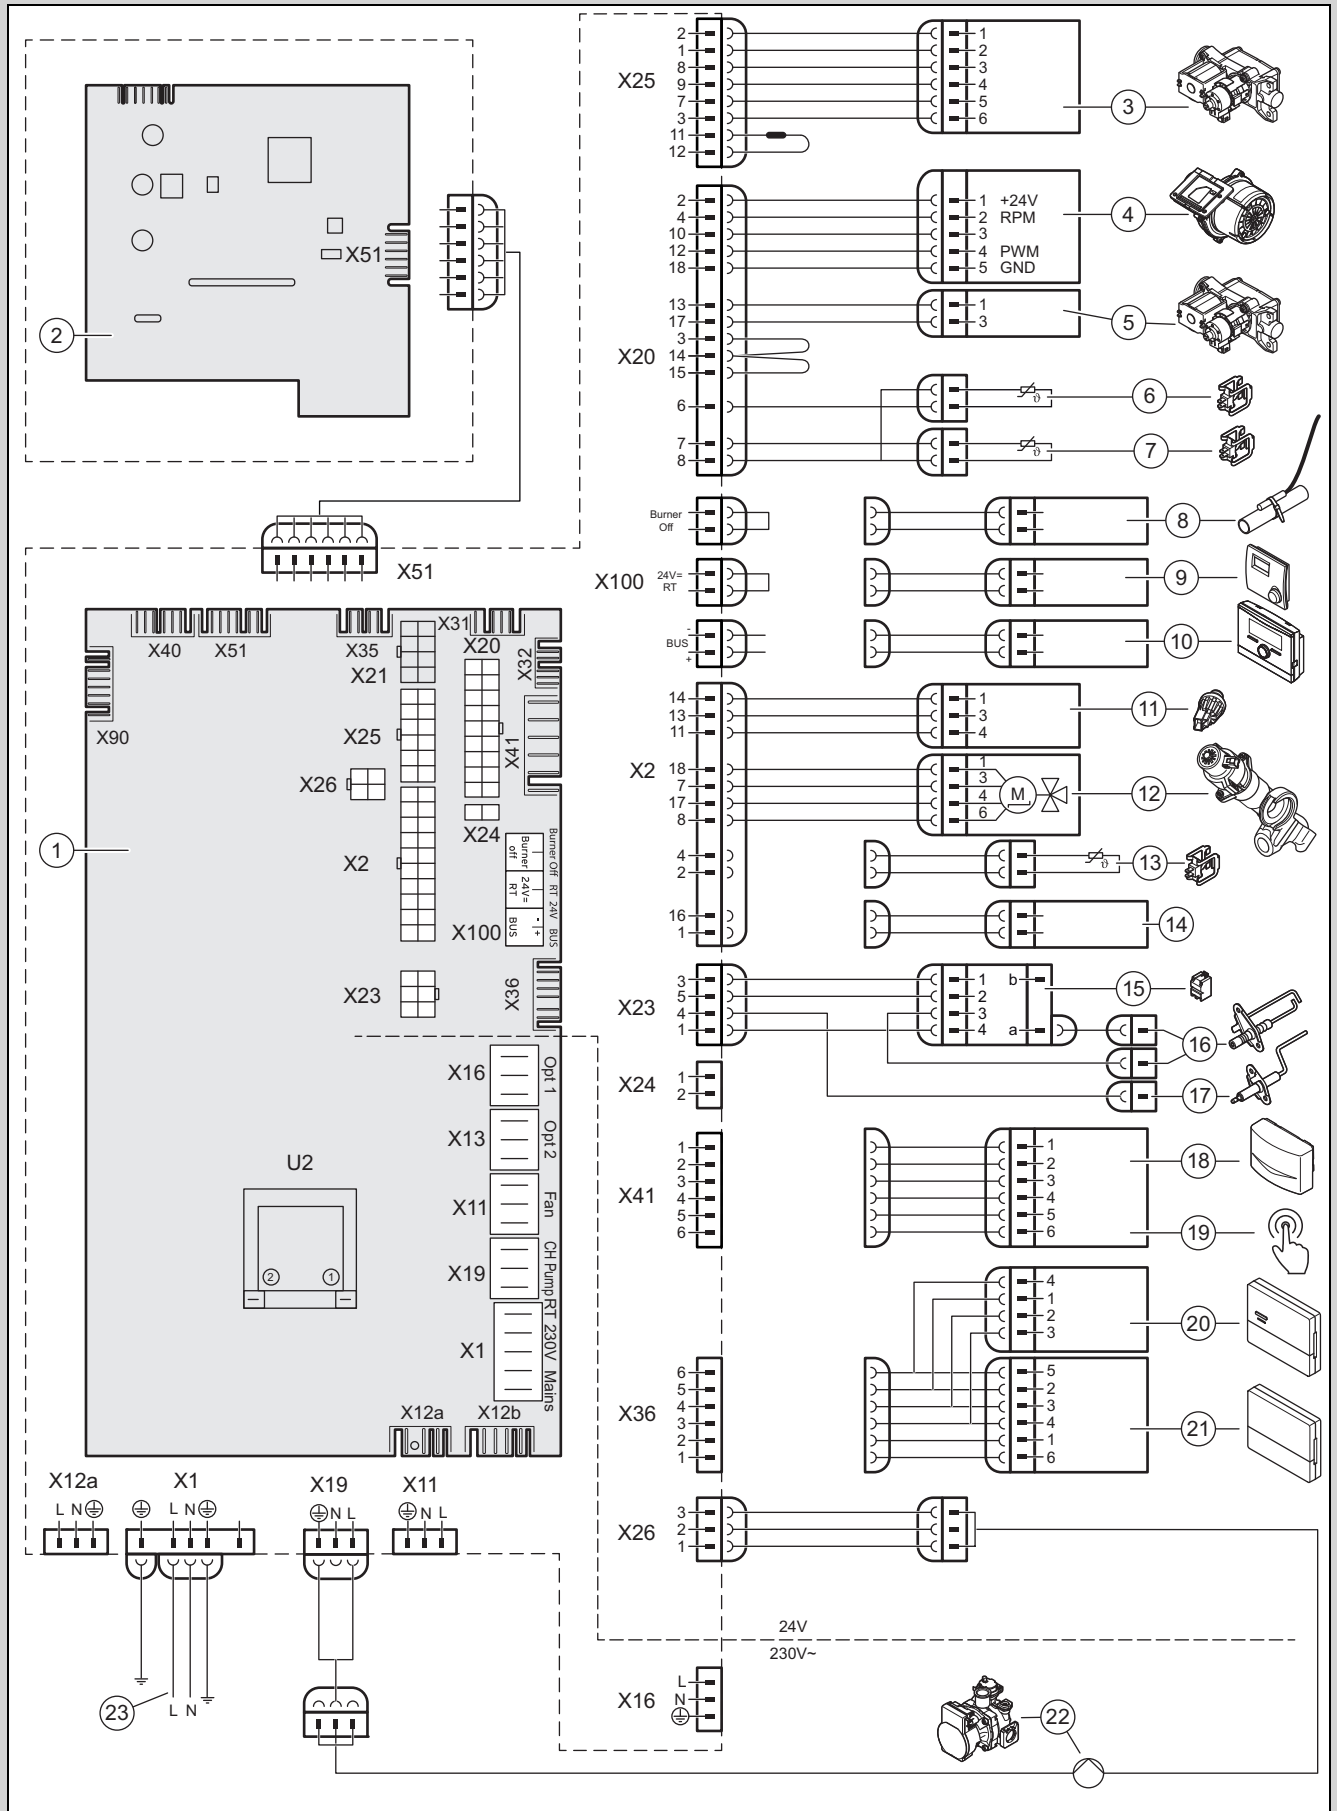 X25
2
1
8
9
7
3
11
12
1
2
3
4
5
6
3
X51
2
X20
2
4
10
12
18
13
17
3
14
15
6
7
8
1 +24V
2 RPM
3
4 PWM
5 GND
4
1
3
5
ϑ
6
ϑ
7
Burner
Off
8
X100
24V=
RT
9
-
BUS
+
10
X51
X40
X51
X35
X31
X21
X20
X32
X90
X25
X26
X41
X24
X2
X100
Burner
off
24V=
RT
BUS
-
+
Burner Off
RT 24V
BUS
X23
X36
1
X16
Opt 1
X13
Opt 2
X11
Fan
X19
CH Pump
X1
RT 230V Mains
U2
2
1
X12a
X12b
X2
14
13
11
18
7
17
8
4
2
16
1
1
3
4
11
1
3
4
6
M
12
ϑ
13
14
X23
3
5
4
1
1
2
3
4
b
a
15
16
X24
1
2
17
X41
1
2
3
4
5
6
1
2
3
4
5
6
18
19
4
1
2
3
20
X36
6
5
4
3
2
1
5
2
3
4
1
6
21
X26
3
2
1
X12a
L N
X1
L N
X19
N L
X11
N L
23
L N
24V
230V~
X16
L
N
22